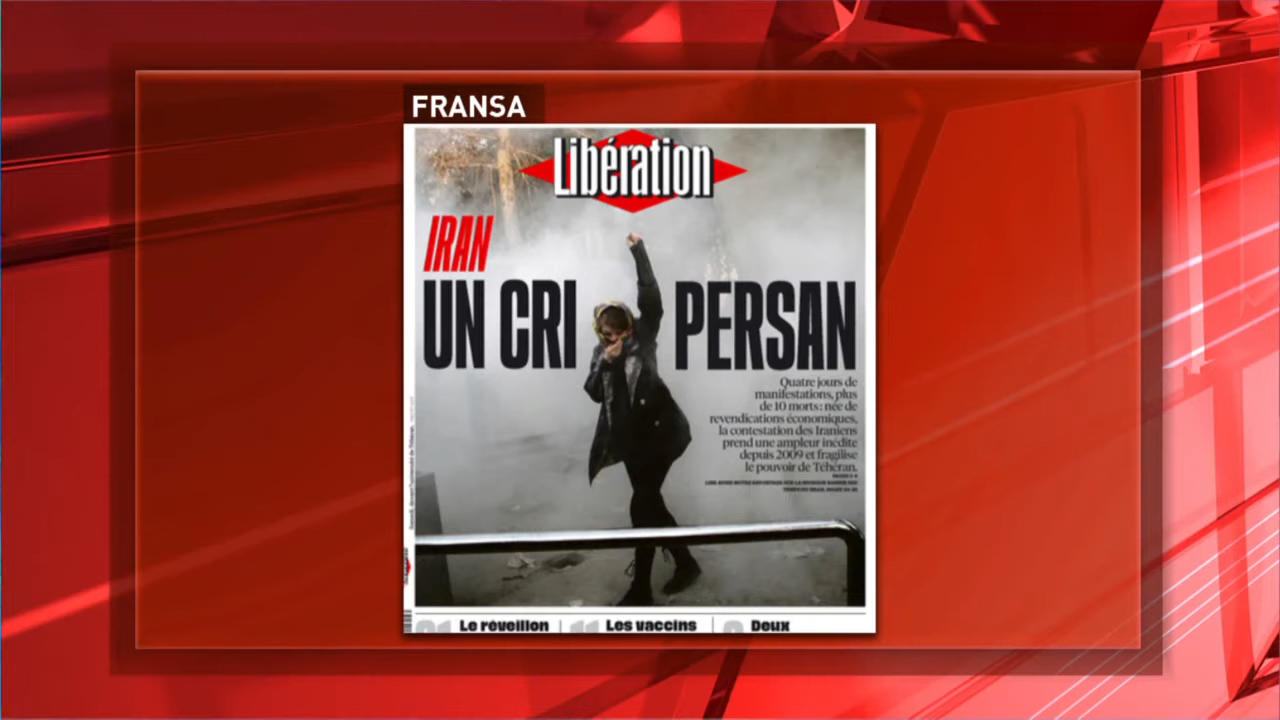 FRANSA
Libération
IRAN
UN CRI PERSAN
Quatre jours de
manifestations, plus
de 10 morts : née de
revendications économiques,
la contestation des Iraniens
prend une ampleur inédite
depuis 2009 et fragilise
le pouvoir de Téhéran.
Le réveillon
Les vaccins
Deux